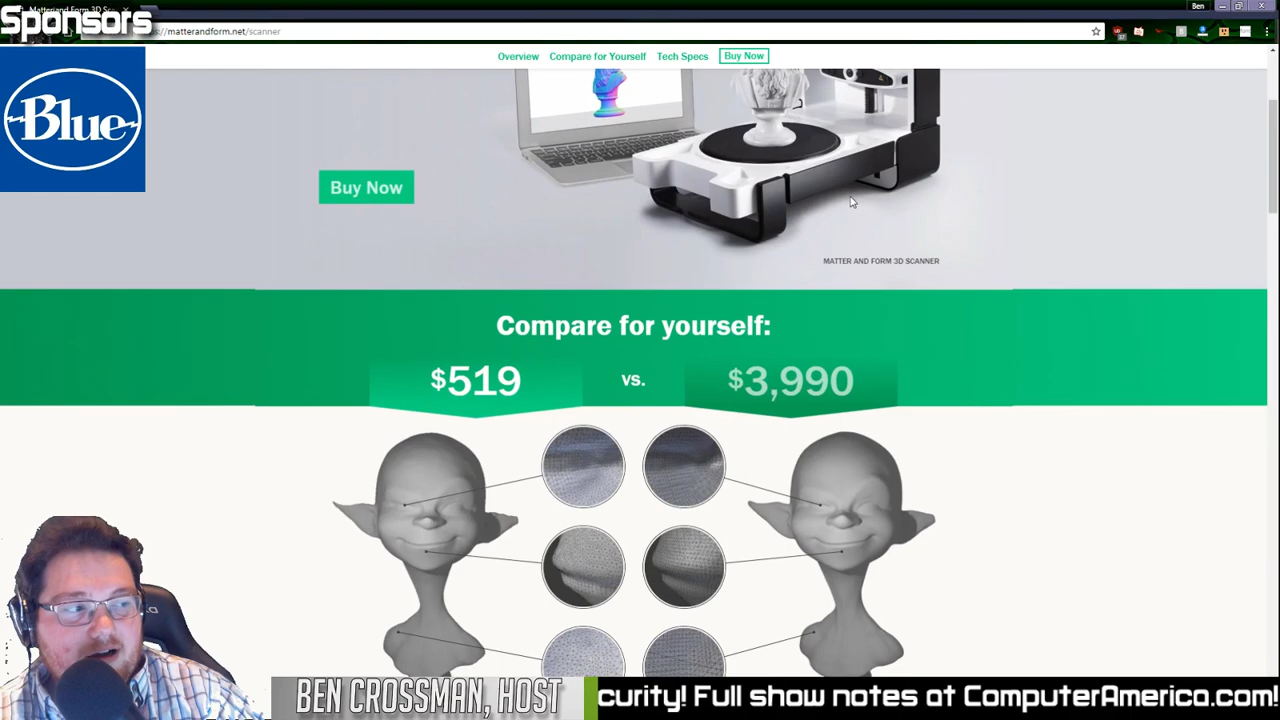 Sponsors
Matter and Form 3D Sc
Ben
//matterandform.net/scanner
Blue
Overview
Compare for Yourself
Tech Specs
Buy Now
Buy Now
MATTER AND FORM 3D SCANNER
Compare for yourself:
$519
vs.
$3,990
BEN CROSSMAN, HOST
curity! Full show notes at ComputerAmerica.com!